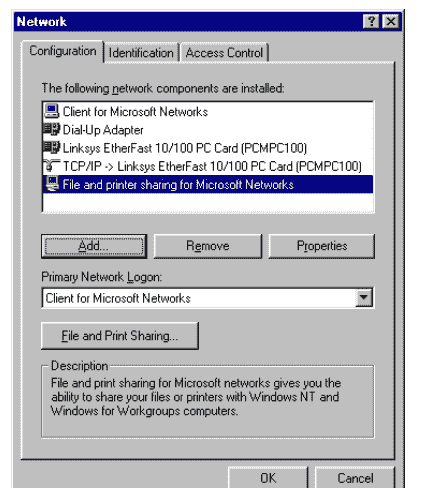 Network
Configuration Identification Access Control
The following network components are installed:
Client for Microsoft Networks
Dial-Up Adapter
Linksys EtherFast 10/100 PC Card (PCMPC100)
TCP/IP -> Linksys EtherFast 10/100 PC Card (PCMPC100)
File and printer sharing for Microsoft Networks
Add... Remove Properties
Primary Network Logon:
Client for Microsoft Networks
File and Print Sharing...
Description
File and print sharing for Microsoft networks gives you the
ability to share your files or printers with Windows NT and
Windows for Workgroups computers.
OK Cancel